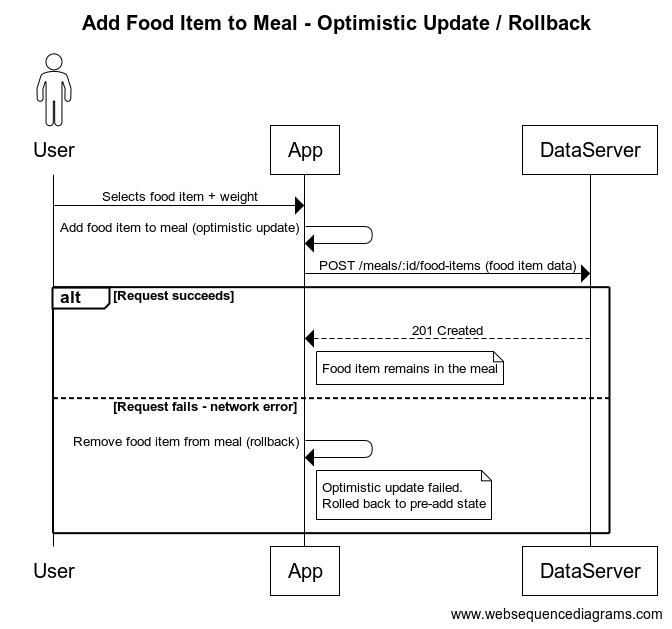 Add Food Item to Meal - Optimistic Update / Rollback
User
App
DataServer
Selects food item + weight
Add food item to meal (optimistic update)
POST /meals/:id/food-items (food item data)
alt
[Request succeeds]
201 Created
Food item remains in the meal
[Request fails - network error]
Remove food item from meal (rollback)
Optimistic update failed.
Rolled back to pre-add state
User
App
DataServer
www.websequencediagrams.com